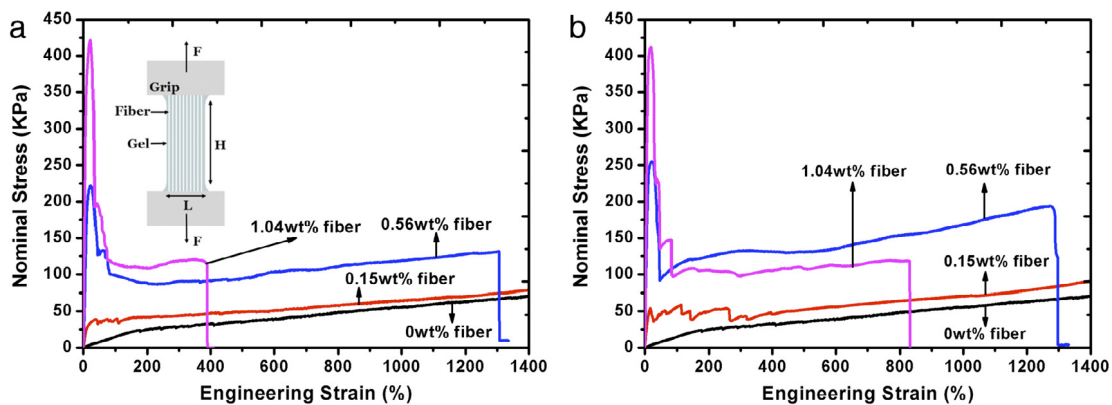 a
Nominal Stress (KPa)
450
400
350
300
250
200
150
100
50
0
F
Grip
Fiber
Gel
H
L
F
1.04wt% fiber
0.56wt% fiber
0.15wt% fiber
0wt% fiber
0 200 400 600 800 1000 1200 1400
Engineering Strain (%)
b
Nominal Stress (KPa)
450
400
350
300
250
200
150
100
50
0
1.04wt% fiber
0.56wt% fiber
0.15wt% fiber
0wt% fiber
0 200 400 600 800 1000 1200 1400
Engineering Strain (%)